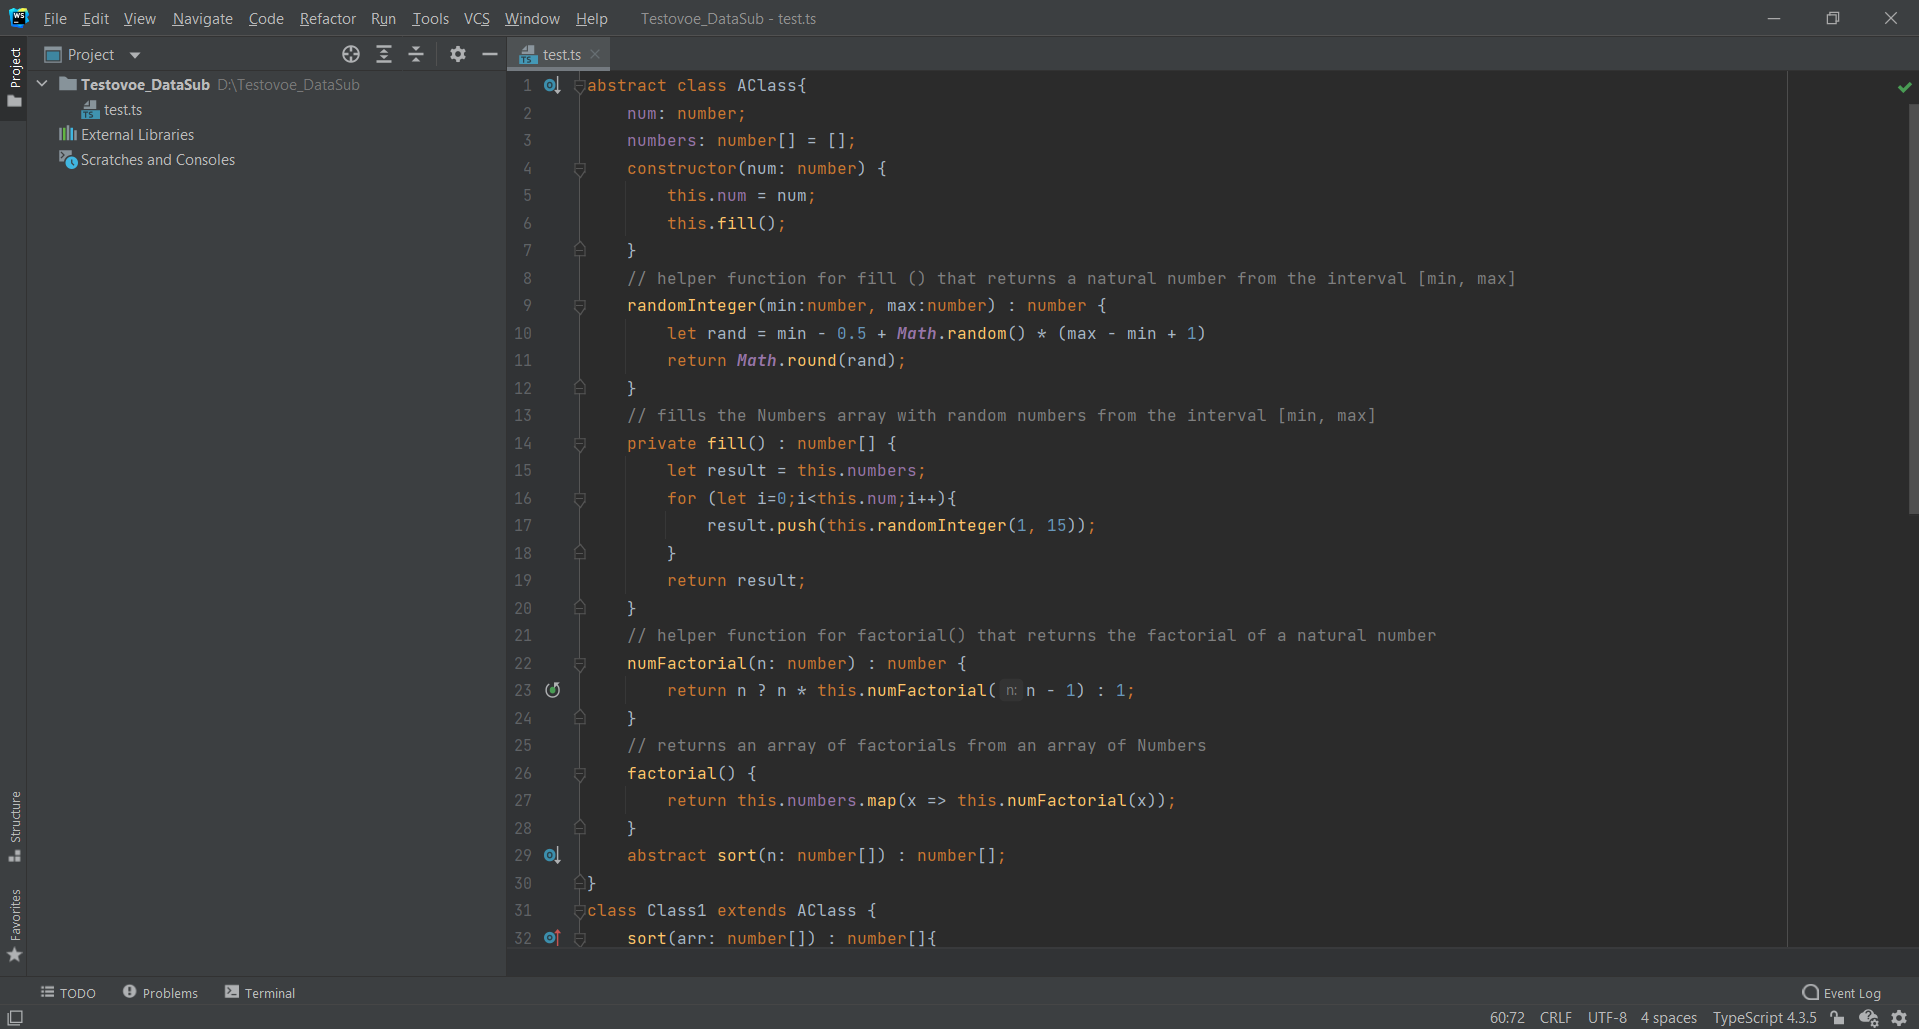 File Edit View Navigate Code Refactor Run Tools VCS Window Help Testovoe_DataSub - test.ts
Project
Project
test.ts
Testovoe_DataSub D:\Testovoe_DataSub
test.ts
External Libraries
Scratches and Consoles
Structure
Favorites
1 abstract class AClass{
2 num: number;
3 numbers: number[] = [];
4 constructor(num: number) {
5 this.num = num;
6 this.fill();
7 }
8 // helper function for fill () that returns a natural number from the interval [min, max]
9 randomInteger(min:number, max:number) : number {
10 let rand = min - 0.5 + Math.random() * (max - min + 1)
11 return Math.round(rand);
12 }
13 // fills the Numbers array with random numbers from the interval [min, max]
14 private fill() : number[] {
15 let result = this.numbers;
16 for (let i=0;i<this.num;i++){
17 result.push(this.randomInteger(1, 15));
18 }
19 return result;
20 }
21 // helper function for factorial() that returns the factorial of a natural number
22 numFactorial(n: number) : number {
23 return n ? n * this.numFactorial( n: n - 1) : 1;
24 }
25 // returns an array of factorials from an array of Numbers
26 factorial() {
27 return this.numbers.map(x => this.numFactorial(x));
28 }
29 abstract sort(n: number[]) : number[];
30 }
31 class Class1 extends AClass {
32 sort(arr: number[]) : number[]{
TODO Problems Terminal Event Log
60:72 CRLF UTF-8 4 spaces TypeScript 4.3.5